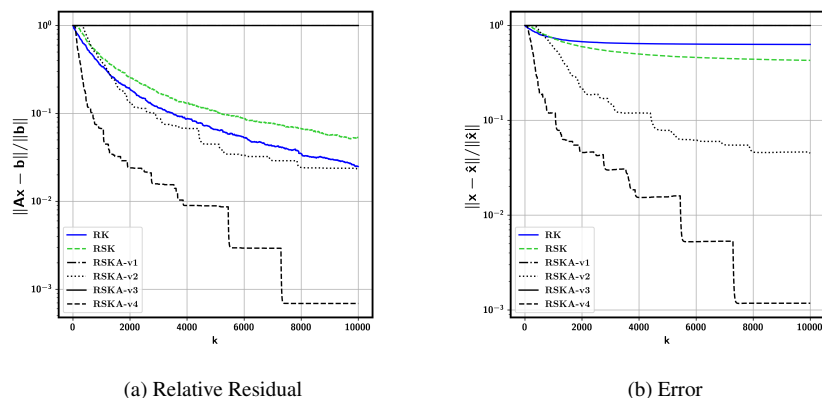 10⁰
10⁻¹
10⁻²
10⁻³
||Ax − b||/||b||
RK
RSK
RSKA-v1
RSKA-v2
RSKA-v3
RSKA-v4
0 2000 4000 6000 8000 10000
k
(a) Relative Residual
10⁰
10⁻¹
10⁻²
10⁻³
||x − x̂||/||x̂||
RK
RSK
RSKA-v1
RSKA-v2
RSKA-v3
RSKA-v4
0 2000 4000 6000 8000 10000
k
(b) Error